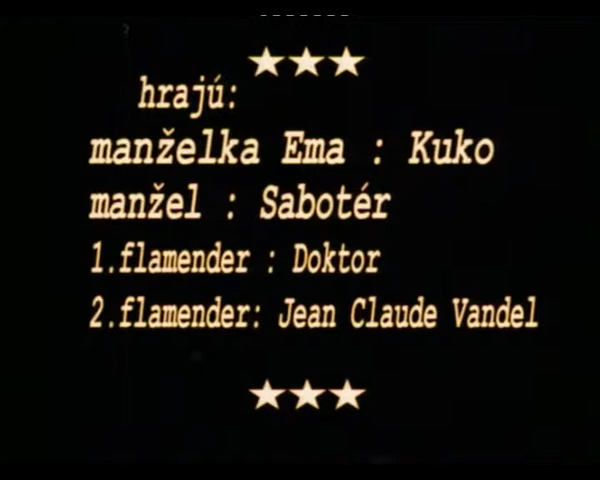 hrajú:
manželka Ema : Kuko
manžel : Sabotér
1.flamender : Doktor
2.flamender: Jean Claude Vandel